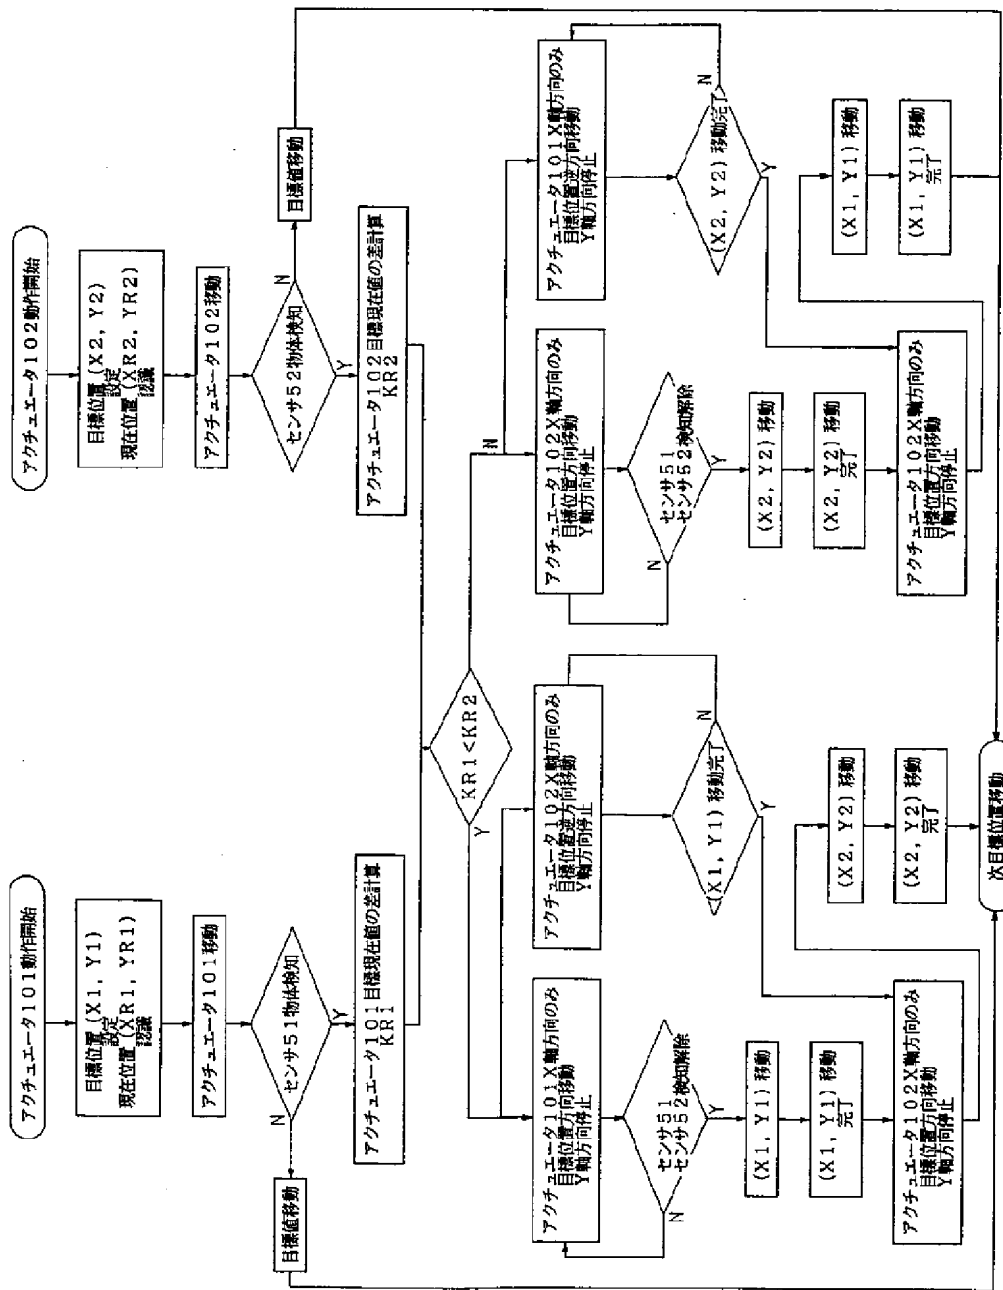 アクチュエータ101動作開始
目標位置(X1, Y1)
設定
現在位置(XR1, YR1)
認識
アクチュエータ101移動
センサ51物体検知
N
Y
目標値移動
アクチュエータ101目標現在値の差計算
KR1
アクチュエータ102動作開始
目標位置(X2, Y2)
設定
現在位置(XR2, YR2)
認識
アクチュエータ102移動
センサ52物体検知
N
Y
目標値移動
アクチュエータ102目標現在値の差計算
KR2
KR1<KR2
Y
N
アクチュエータ101X軸方向のみ
目標位置方向移動
Y軸方向停止
センサ51
センサ52検知解除
N
Y
(X1, Y1)移動
(X1, Y1)移動
完了
アクチュエータ102X軸方向のみ
目標位置方向移動
Y軸方向停止
アクチュエータ102X軸方向のみ
目標位置逆方向移動
Y軸方向停止
(X1, Y1)移動完了
N
Y
(X2, Y2)移動
(X2, Y2)移動
完了
アクチュエータ102X軸方向のみ
目標位置方向移動
Y軸方向停止
センサ51
センサ52検知解除
N
Y
(X2, Y2)移動
(X2, Y2)移動
完了
アクチュエータ102X軸方向のみ
目標位置方向移動
Y軸方向停止
アクチュエータ101X軸方向のみ
目標位置逆方向移動
Y軸方向停止
(X2, Y2)移動完了
N
Y
(X1, Y1)移動
(X1, Y1)移動
完了
次目標位置移動